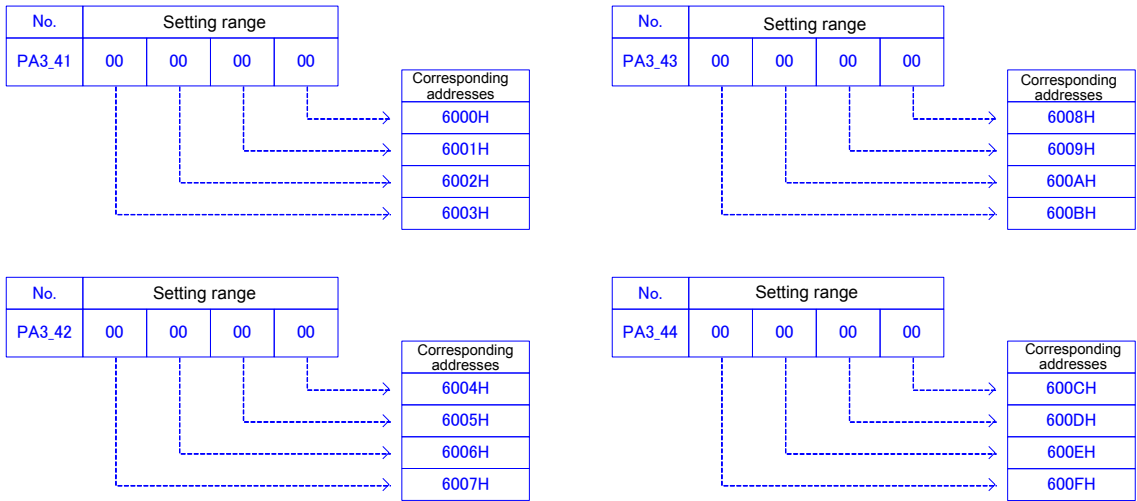 No. Setting range
PA3_41 00 00 00 00
Corresponding
addresses
6000H
6001H
6002H
6003H
No. Setting range
PA3_43 00 00 00 00
Corresponding
addresses
6008H
6009H
600AH
600BH
No. Setting range
PA3_42 00 00 00 00
Corresponding
addresses
6004H
6005H
6006H
6007H
No. Setting range
PA3_44 00 00 00 00
Corresponding
addresses
600CH
600DH
600EH
600FH